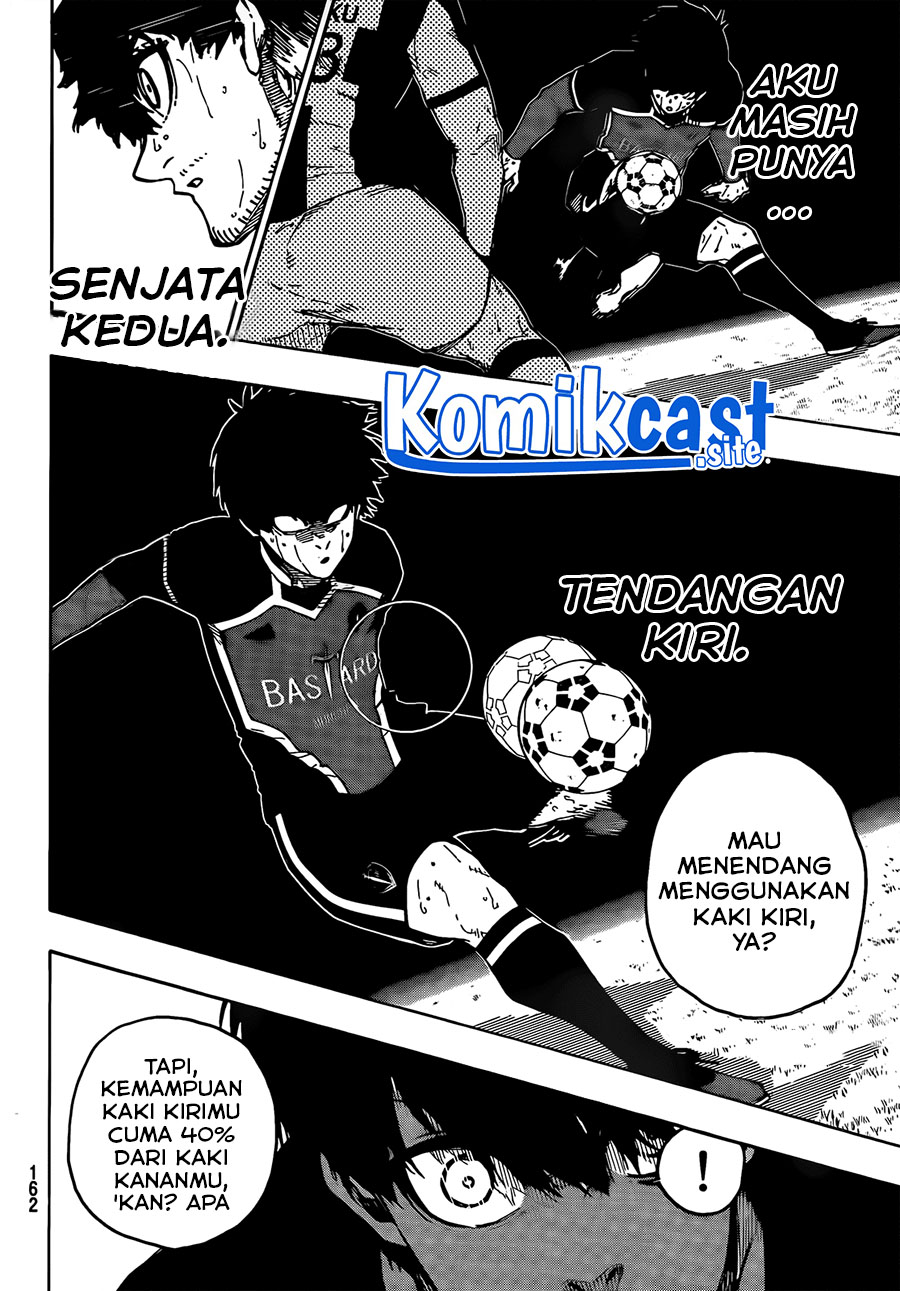 AKU
MASIH
PUNYA
...
SENJATA
KEDUA.
Komikcast
.site
TENDANGAN
KIRI.
BASTARD
MAU
MENENDANG
MENGGUNAKAN
KAKI KIRI,
YA?
!
TAPI,
KEMAMPUAN
KAKI KIRIMU
CUMA 40%
DARI KAKI
KANANMU,
'KAN? APA
162